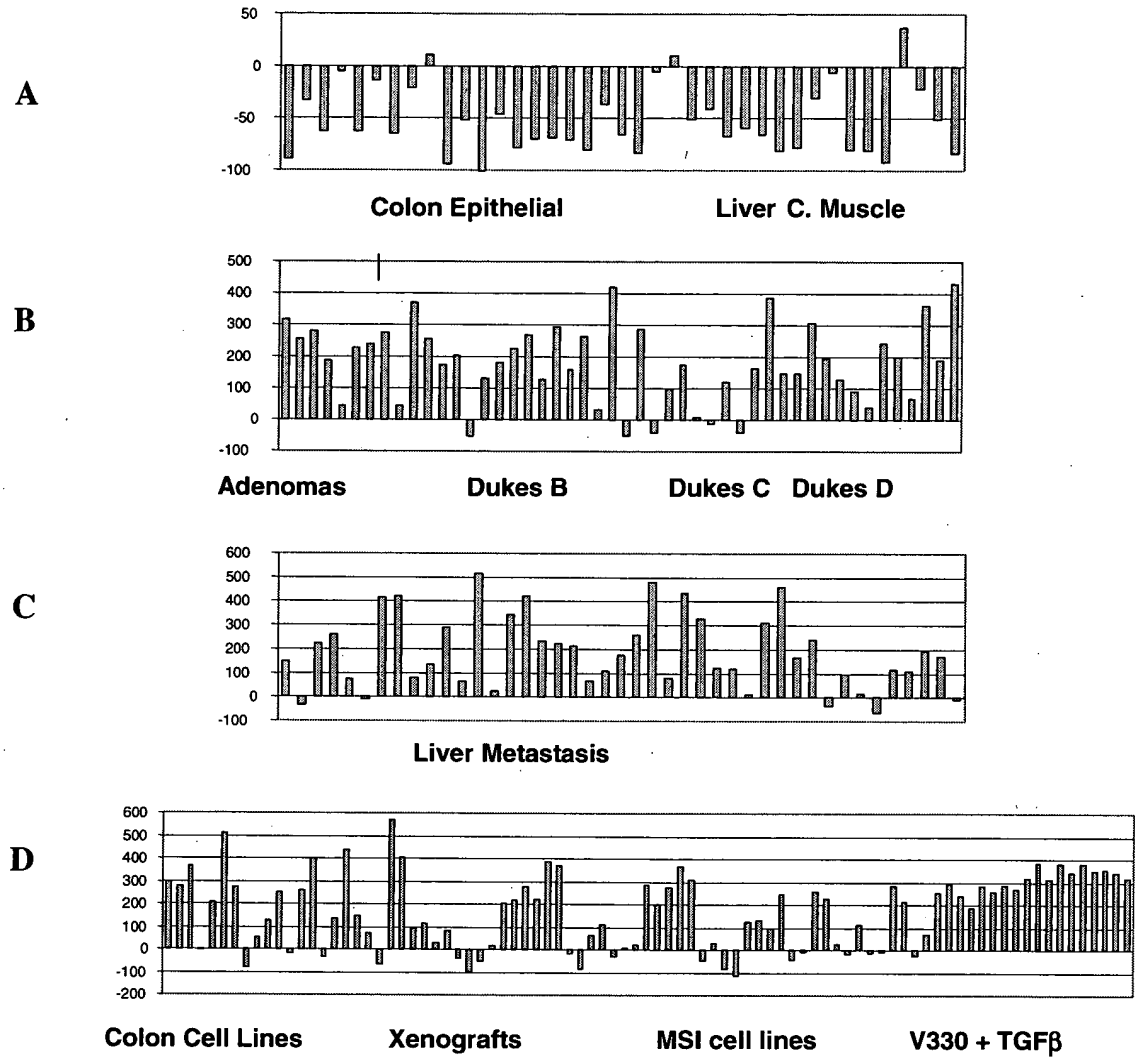 50
A
0
-50
-100
Colon Epithelial
Liver C. Muscle
500
400
B
300
200
100
0
-100
Adenomas
Dukes B
Dukes C
Dukes D
600
500
C
400
300
200
100
0
-100
Liver Metastasis
600
500
D
400
300
200
100
0
-100
-200
Colon Cell Lines
Xenografts
MSI cell lines
V330 + TGFβ